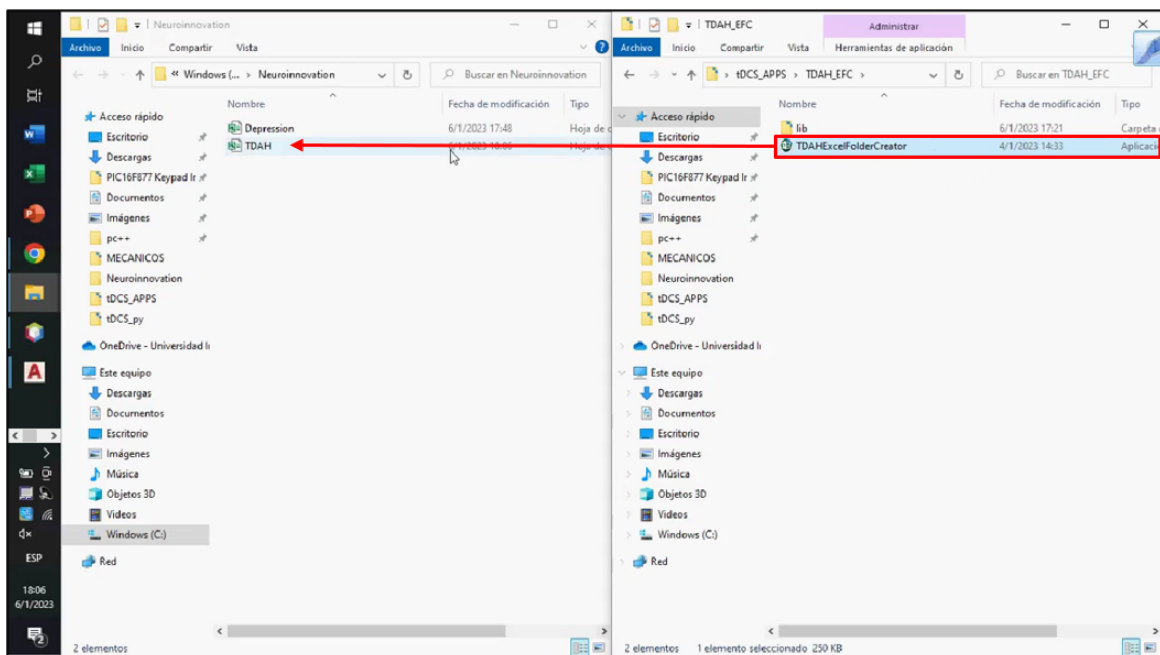 Neuroinnovation
Archivo Inicio Compartir Vista
« Windows (... > Neuroinnovation
Buscar en Neuroinnovation
Nombre Fecha de modificación Tipo
Acceso rápido
Escritorio
Descargas
PIC16F877 Keypad Ir
Documentos
Imágenes
pc++
MECANICOS
Neuroinnovation
tDCS_APPS
tDCS_py
OneDrive - Universidad
Este equipo
Descargas
Documentos
Escritorio
Imágenes
Música
Objetos 3D
Videos
Windows (C:)
Red
Depression 6/1/2023 17:48 Hoja de
TDAH
2 elementos
TDAH_EFC
Administrar
Archivo Inicio Compartir Vista Herramientas de aplicación
> tDCS_APPS > TDAH_EFC >
Buscar en TDAH_EFC
Nombre Fecha de modificación Tipo
Acceso rápido
Escritorio
Descargas
PIC16F877 Keypad Ir
Documentos
Imágenes
pc++
MECANICOS
Neuroinnovation
tDCS_APPS
tDCS_py
OneDrive - Universidad
Este equipo
Descargas
Documentos
Escritorio
Imágenes
Música
Objetos 3D
Videos
Windows (C:)
Red
lib 6/1/2023 17:21 Carpeta
TDAHExcelFolderCreator 4/1/2023 14:33 Aplicaci
2 elementos 1 elemento seleccionado 250 KB
ESP
18:06
6/1/2023